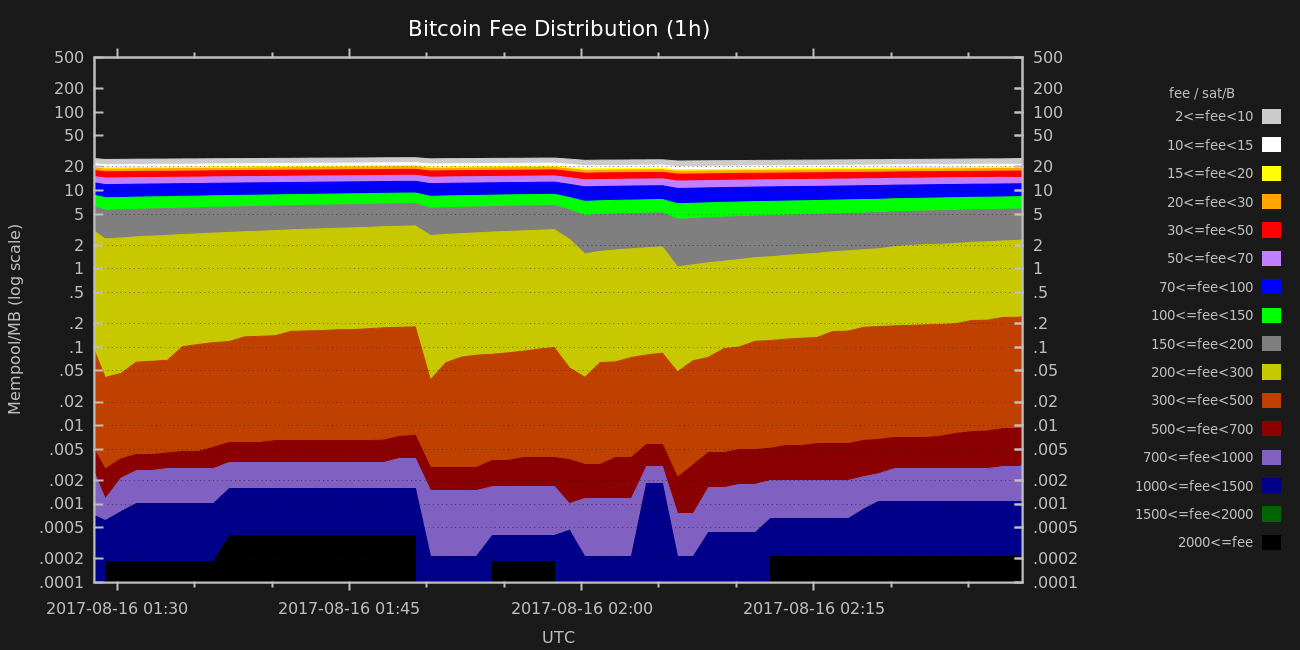 Bitcoin Fee Distribution (1h)
500 500
200 200
100 100
50 50
20 20
10 10
5 5
2 2
1 1
.5 .5
.2 .2
.1 .1
.05 .05
.02 .02
.01 .01
.005 .005
.002 .002
.001 .001
.0005 .0005
.0002 .0002
.0001 .0001
Mempool/MB (log scale)
2017-08-16 01:30 2017-08-16 01:45 2017-08-16 02:00 2017-08-16 02:15
UTC
fee / sat/B
2<=fee<10
10<=fee<15
15<=fee<20
20<=fee<30
30<=fee<50
50<=fee<70
70<=fee<100
100<=fee<150
150<=fee<200
200<=fee<300
300<=fee<500
500<=fee<700
700<=fee<1000
1000<=fee<1500
1500<=fee<2000
2000<=fee